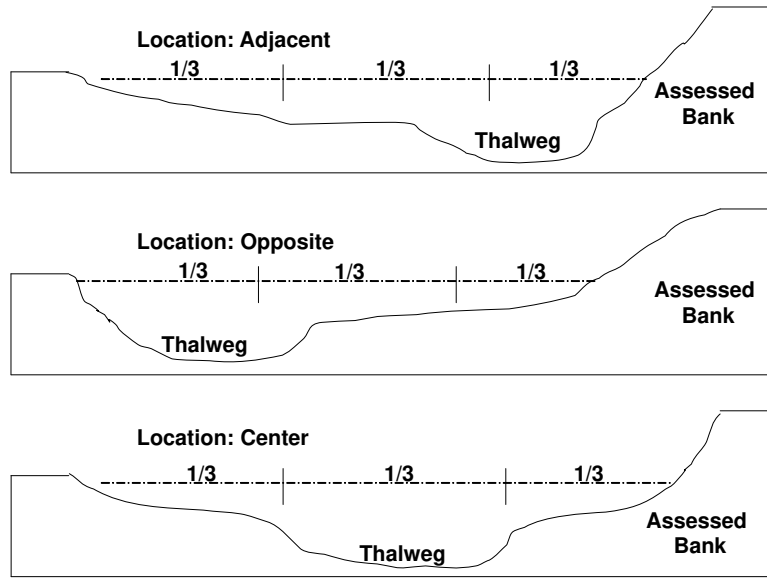 Location: Adjacent
1/3 1/3 1/3
Assessed
Bank
Thalweg
Location: Opposite
1/3 1/3 1/3
Assessed
Bank
Thalweg
Location: Center
1/3 1/3 1/3
Assessed
Bank
Thalweg